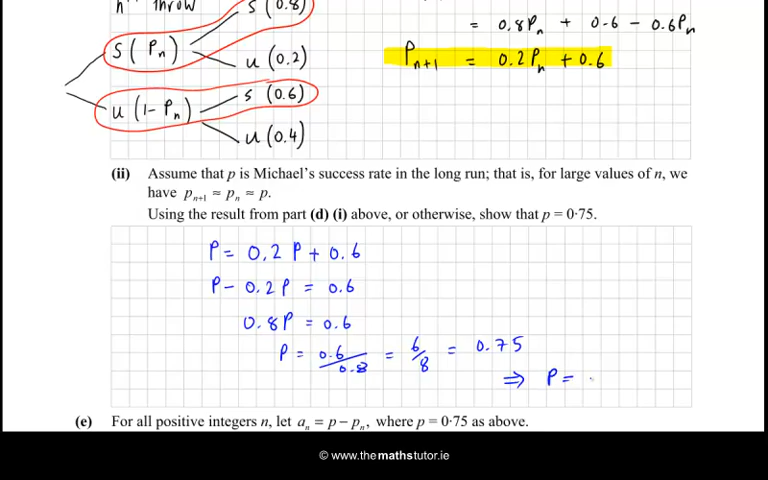 throw
S (0.8)
= 0.8Pn + 0.6 - 0.6Pn
S (Pn)
u (0.2)
Pn+1 = 0.2Pn + 0.6
S (0.6)
u (1-Pn)
u (0.4)
(ii) Assume that p is Michael's success rate in the long run; that is, for large values of n, we
have pn+1 ≈ pn ≈ p.
Using the result from part (d) (i) above, or otherwise, show that p = 0·75.
P = 0.2 P + 0.6
P - 0.2P = 0.6
0.8P = 0.6
P = 0.6/0.8 = 6/8 = 0.75
⇒ P =
(e) For all positive integers n, let an = p − pn, where p = 0·75 as above.
© www.themathstutor.ie